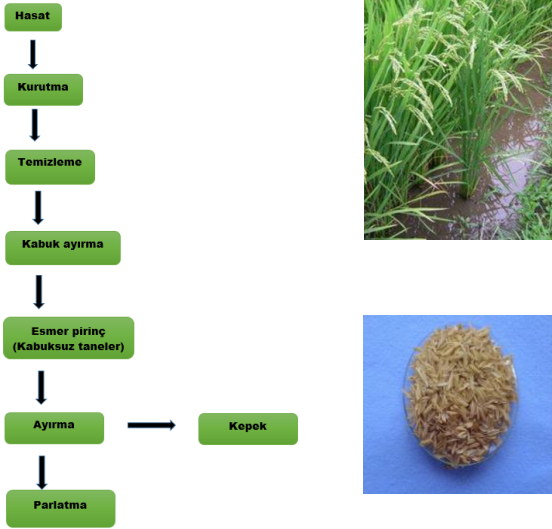 Hasat
Kurutma
Temizleme
Kabuk ayırma
Esmer pirinç
(Kabuksuz taneler)
Ayırma
Kepek
Parlatma